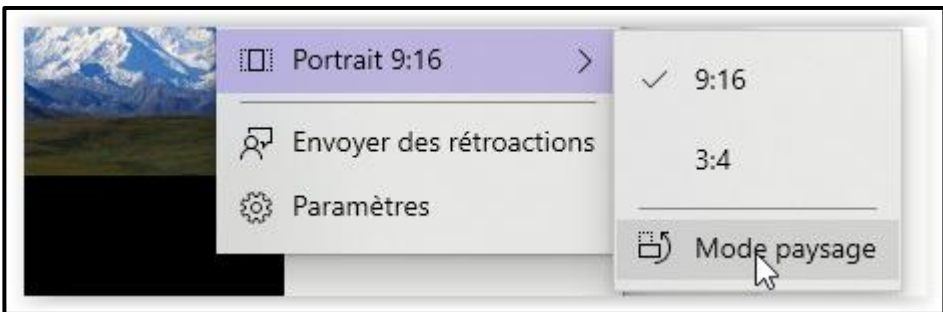 Portrait 9:16
Envoyer des rétroactions
Paramètres
9:16
3:4
Mode paysage